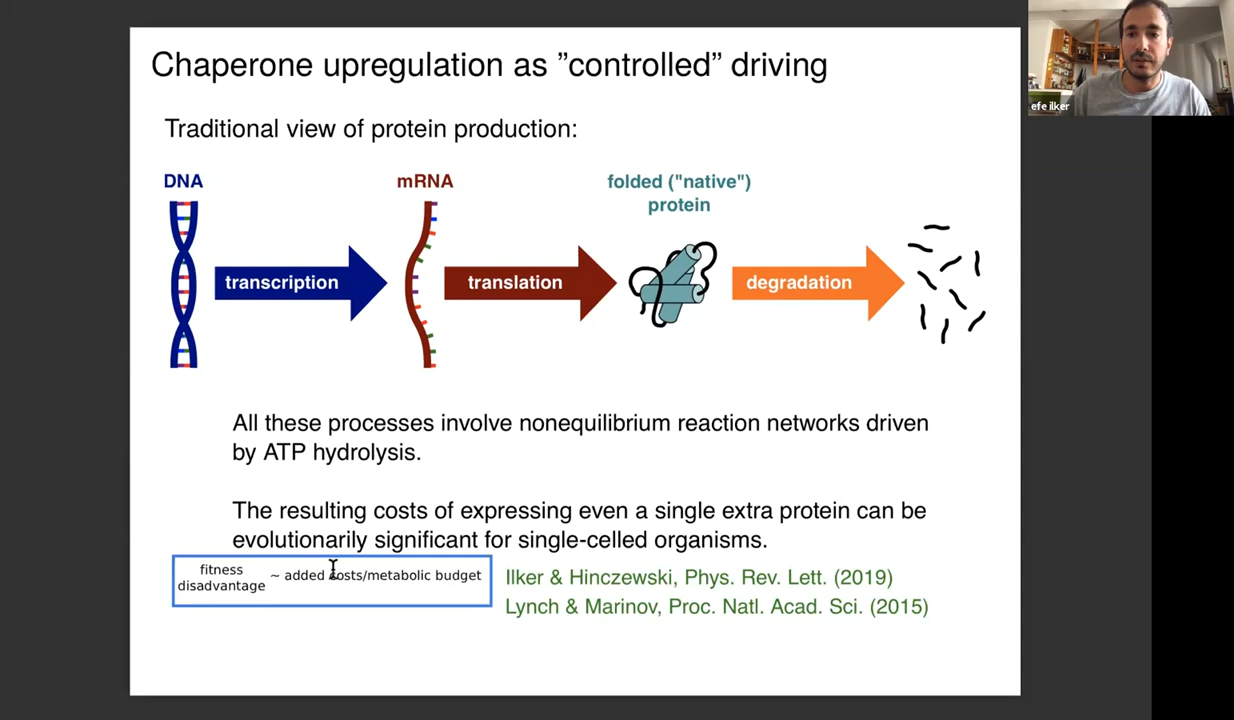 Chaperone upregulation as ”controlled” driving
efe ilker
Traditional view of protein production:
DNA
mRNA
folded ("native")
protein
transcription
translation
degradation
All these processes involve nonequilibrium reaction networks driven
by ATP hydrolysis.
The resulting costs of expressing even a single extra protein can be
evolutionarily significant for single-celled organisms.
fitness
disadvantage
~ added costs/metabolic budget
Ilker & Hinczewski, Phys. Rev. Lett. (2019)
Lynch & Marinov, Proc. Natl. Acad. Sci. (2015)